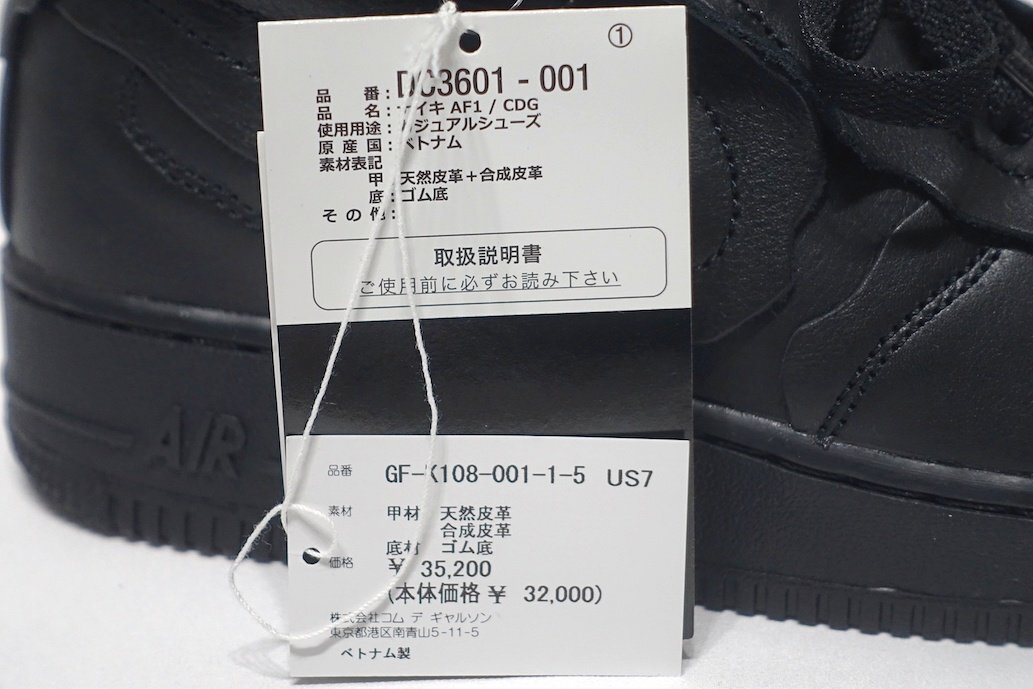 ①
品 番: DC3601 - 001
品 名: ナイキ AF1 / CDG
使用用途: カジュアルシューズ
原 産 国: ベトナム
素材表記
甲 : 天然皮革＋合成皮革
底 : ゴム底
そ の 他:
取扱説明書
ご使用前に必ずお読み下さい
品番 GF-K108-001-1-5 US7
素材 甲材 天然皮革
合成皮革
底材 ゴム底
価格 ¥ 35,200
(本体価格 ¥ 32,000)
株式会社コム デ ギャルソン
東京都港区南青山5-11-5
ベトナム製
AIR